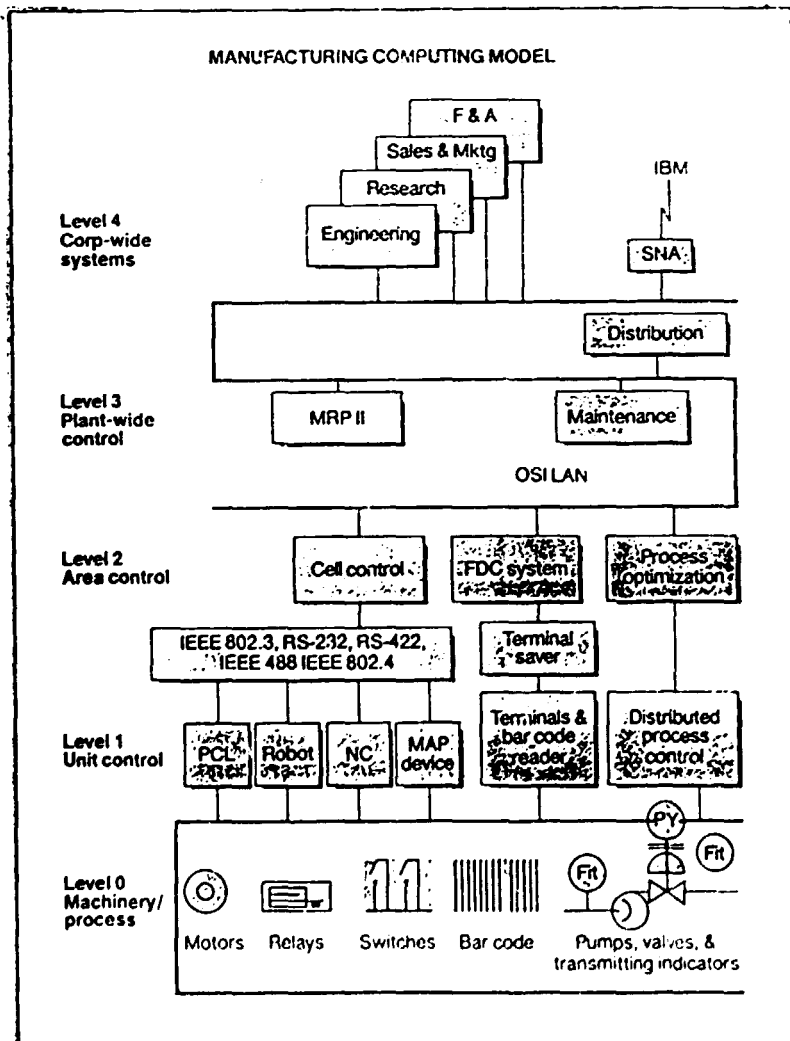 MANUFACTURING COMPUTING MODEL
F & A
Sales & Mktg
Research
Engineering
IBM
SNA
Level 4
Corp-wide
systems
Distribution
Level 3
Plant-wide
control
MRP II
Maintenance
OSI LAN
Level 2
Area control
Cell control
FDC system
Process
optimization
IEEE 802.3, RS-232, RS-422,
IEEE 488 IEEE 802.4
Terminal
saver
Level 1
Unit control
PCL
Robot
NC
MAP
device
Terminals &
bar code
reader
Distributed
process
control
Level 0
Machinery/
process
PY
Fit
Fit
Motors
Relays
Switches
Bar code
Pumps, valves, &
transmitting indicators